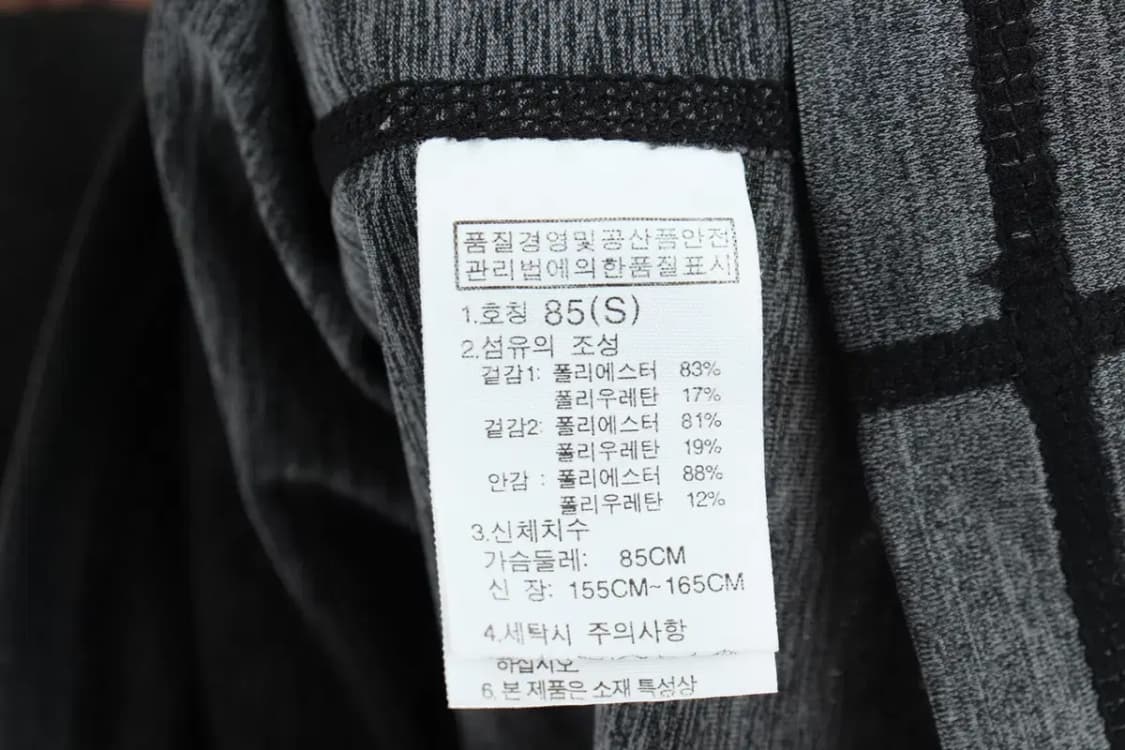 품질경영및공산품안전
관리법에의한품질표시
1.호칭 85(S)
2.섬유의 조성
겉감1: 폴리에스터 83%
폴리우레탄 17%
겉감2: 폴리에스터 81%
폴리우레탄 19%
안감 : 폴리에스터 88%
폴리우레탄 12%
3.신체치수
가슴둘레: 85CM
신 장: 155CM~165CM
4.세탁시 주의사항
하십시오
6.본 제품은 소재 특성상